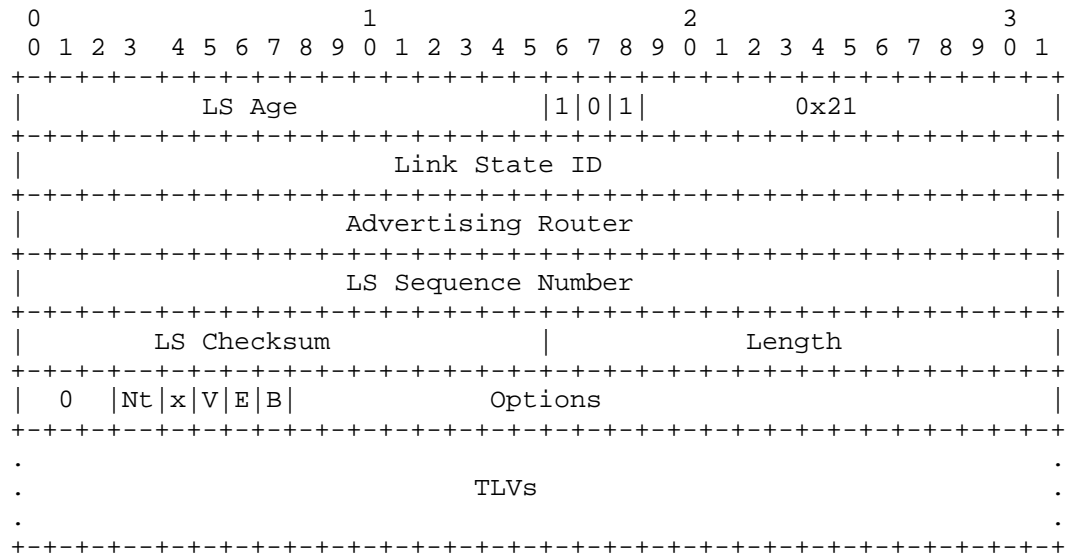 0                    1                   2                   3
 0 1 2 3  4 5 6 7 8 9 0 1 2 3 4 5 6 7 8 9 0 1 2 3 4 5 6 7 8 9 0 1
+-+-+-+--+-+-+-+-+-+-+-+-+-+-+-+-+-+-+-+-+-+-+-+-+-+-+-+-+-+-+-+-+
|           LS Age               |1|0|1|         0x21            |
+-+-+-+--+-+-+-+-+-+-+-+-+-+-+-+-+-+-+-+-+-+-+-+-+-+-+-+-+-+-+-+-+
|                       Link State ID                            |
+-+-+-+--+-+-+-+-+-+-+-+-+-+-+-+-+-+-+-+-+-+-+-+-+-+-+-+-+-+-+-+-+
|                    Advertising Router                          |
+-+-+-+--+-+-+-+-+-+-+-+-+-+-+-+-+-+-+-+-+-+-+-+-+-+-+-+-+-+-+-+-+
|                    LS Sequence Number                          |
+-+-+-+--+-+-+-+-+-+-+-+-+-+-+-+-+-+-+-+-+-+-+-+-+-+-+-+-+-+-+-+-+
|        LS Checksum             |            Length             |
+-+-+-+--+-+-+-+-+-+-+-+-+-+-+-+-+-+-+-+-+-+-+-+-+-+-+-+-+-+-+-+-+
|  0  |Nt|x|V|E|B|            Options                            |
+-+-+-+--+-+-+-+-+-+-+-+-+-+-+-+-+-+-+-+-+-+-+-+-+-+-+-+-+-+-+-+-+
.                                                                .
.                            TLVs                                .
.                                                                .
+-+-+-+--+-+-+-+-+-+-+-+-+-+-+-+-+-+-+-+-+-+-+-+-+-+-+-+-+-+-+-+-+